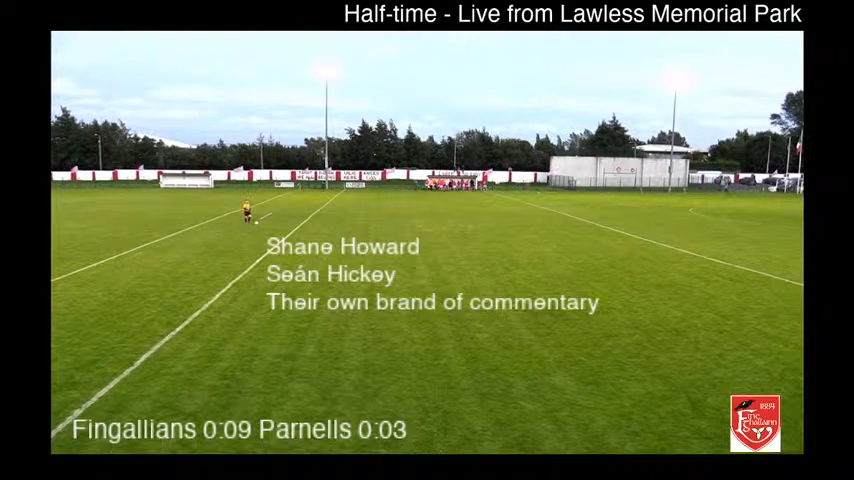 Half-time - Live from Lawless Memorial Park
Shane Howard
Seán Hickey
Their own brand of commentary
Fingallians 0:09 Parnells 0:03